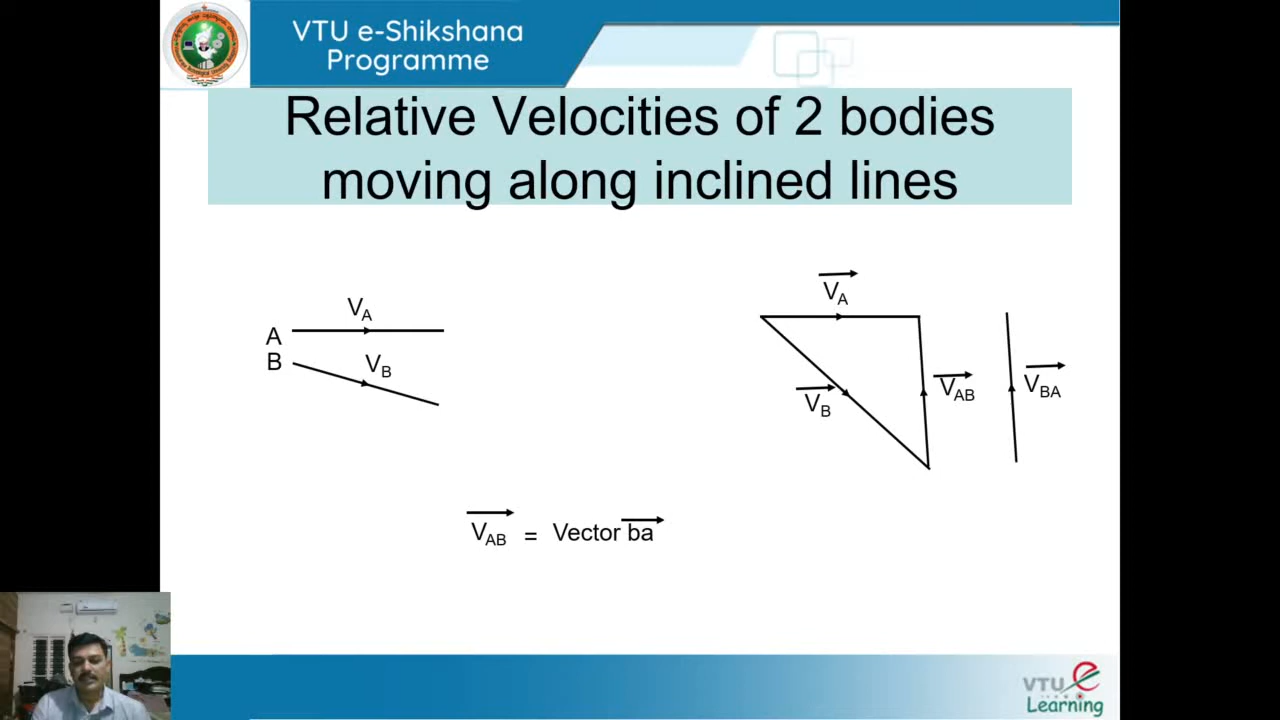 VTU e-Shikshana
Programme
Relative Velocities of 2 bodies
moving along inclined lines
VA
A
B
VB
VA
VB
VAB
VBA
VAB = Vector ba
VTU
Learning